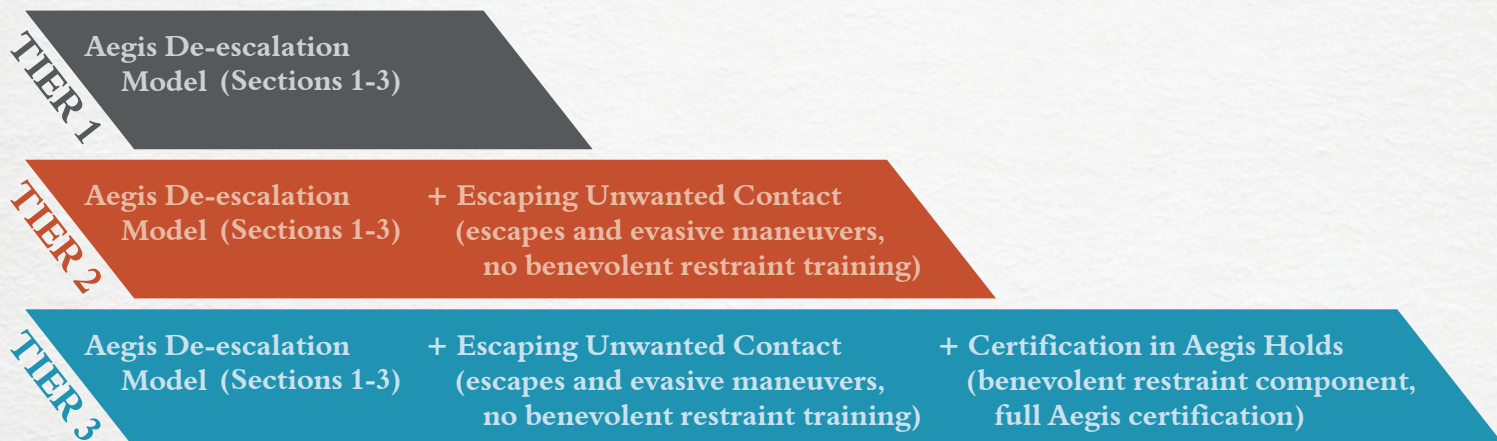 TIER 1
Aegis De-escalation
Model (Sections 1-3)
TIER 2
Aegis De-escalation
Model (Sections 1-3)
+ Escaping Unwanted Contact
(escapes and evasive maneuvers,
no benevolent restraint training)
TIER 3
Aegis De-escalation
Model (Sections 1-3)
+ Escaping Unwanted Contact
(escapes and evasive maneuvers,
no benevolent restraint training)
+ Certification in Aegis Holds
(benevolent restraint component,
full Aegis certification)